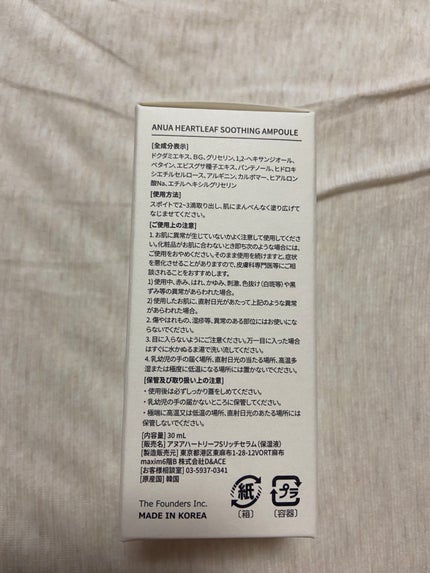 ANUA HEARTLEAF SOOTHING AMPOULE
[全成分表示]
ドクダミエキス、BG、グリセリン、1,2-ヘキサンジオール、
ベタイン、エビスグサ種子エキス、パンテノール、ヒドロキ
シエチルセルロース、アルギニン、カルボマー、ヒアルロン
酸Na、エチルヘキシルグリセリン
[使用方法]
スポイトで2~3滴取り出し、肌にまんべんなく塗り広げて
なじませてください。
[ご使用上の注意]
1. お肌に異常が生じていないかよく注意して使用してくださ
い。化粧品がお肌に合わないとき即ち次のような場合には、
ご使用をおやめください。そのまま使用を続けますと、症状
を悪化させることがありますので、皮膚科専門医等にご相
談されることをおすすめします。
1) 使用中、赤み、はれ、かゆみ、刺激、色抜け(白斑等)や黒
ずみ等の異常があらわれた場合。
2) 使用したお肌に、直射日光があたって上記のような異常
があらわれた場合。
2. 傷やはれもの、湿疹等、異常のある部位にはお使いにな
らないでください。
3. 目に入らないようにご注意ください。万一目に入った場合
はすぐに水かぬるま湯で洗い流してください。
4. 乳幼児の手の届く場所、直射日光の当たる場所、高温多
湿または極度に低温になる場所には置かないでください。
[保管及び取り扱い上の注意]
・使用後は必ずしっかり蓋をしめてください。
・乳幼児の手の届かないところに保管してください。
・極端に高温又は低温の場所、直射日光のあたる場所には
保管しないでください。
[内容量] 30 mL
[販売名] アヌアハートリーフSリッチセラム(保湿液)
[製造販売元] 東京都港区東麻布1-28-12VORT麻布
maxim6階B 株式会社D&ACE
[お客様相談室] 03-5937-0341
[原産国] 韓国
The Founders Inc.
MADE IN KOREA
紙
(箱)
プラ
(容器)